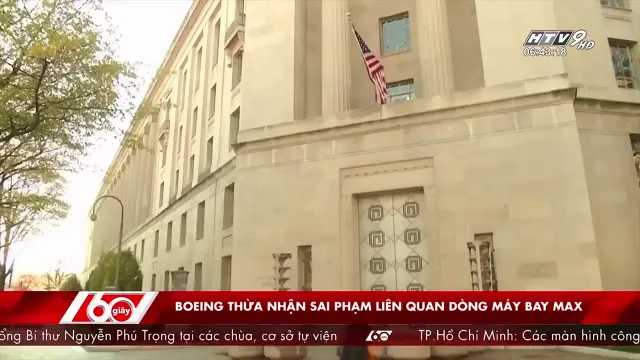 HTV9 HD
06:43:18
60 giây
BOEING THỪA NHẬN SAI PHẠM LIÊN QUAN DÒNG MÁY BAY MAX
ổng Bí thư Nguyễn Phú Trọng tại các chùa, cơ sở tự viện 60 TP.Hồ Chí Minh: Các màn hình công